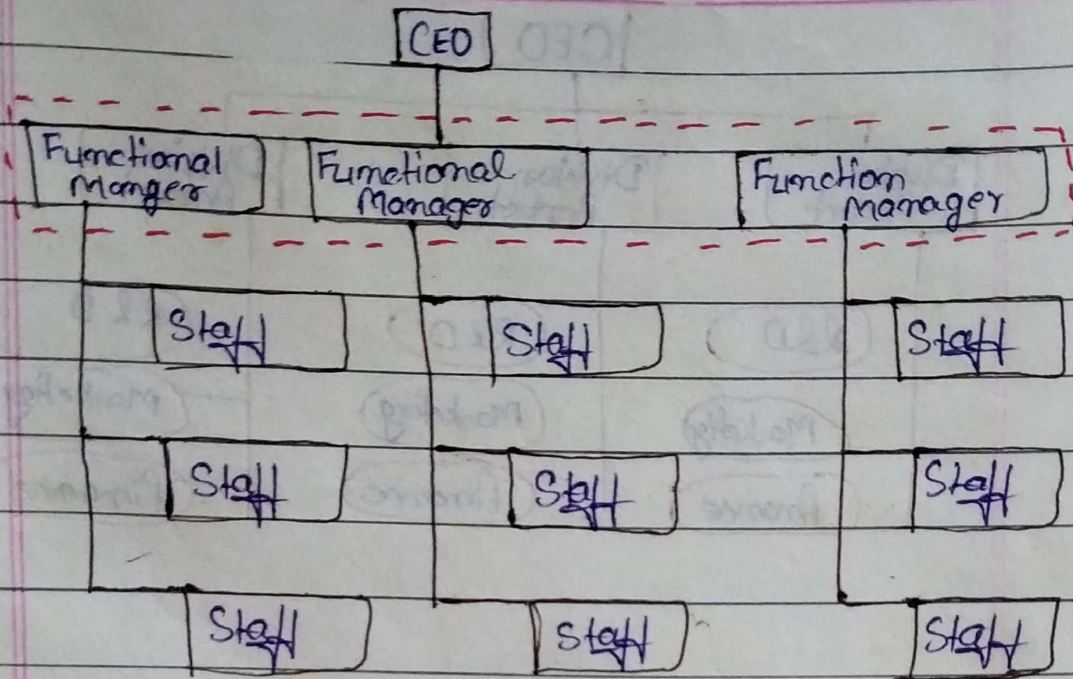 CEO
Functional
Manger
Functional
Manager
Function
Manager
Staff
Staff
Staff
Staff
Staff
Staff
Staff
Staff
Staff